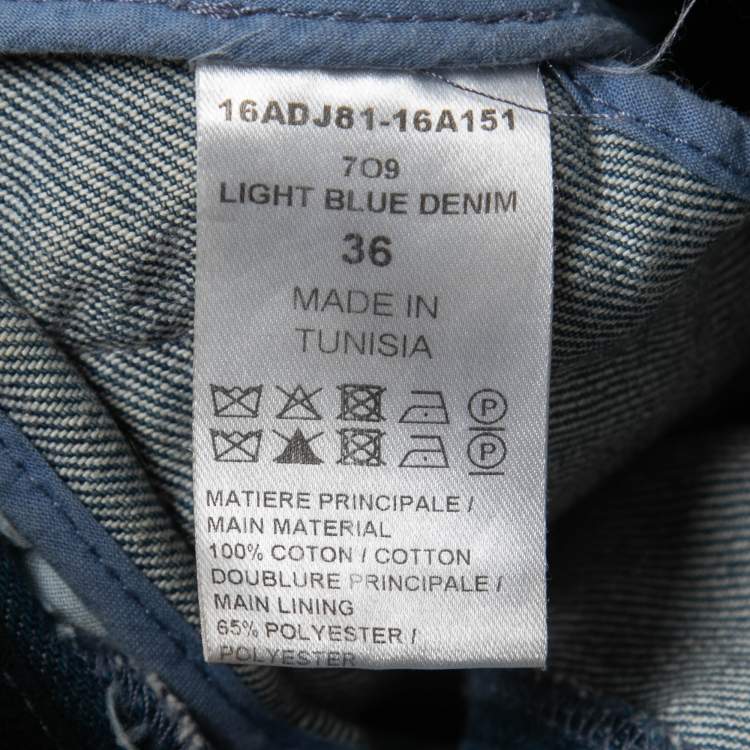 16ADJ81-16A151
709
LIGHT BLUE DENIM
36
MADE IN
TUNISIA
P
P
MATIERE PRINCIPALE /
MAIN MATERIAL
100% COTON / COTTON
DOUBLURE PRINCIPALE /
MAIN LINING
65% POLYESTER /
POLYESTER